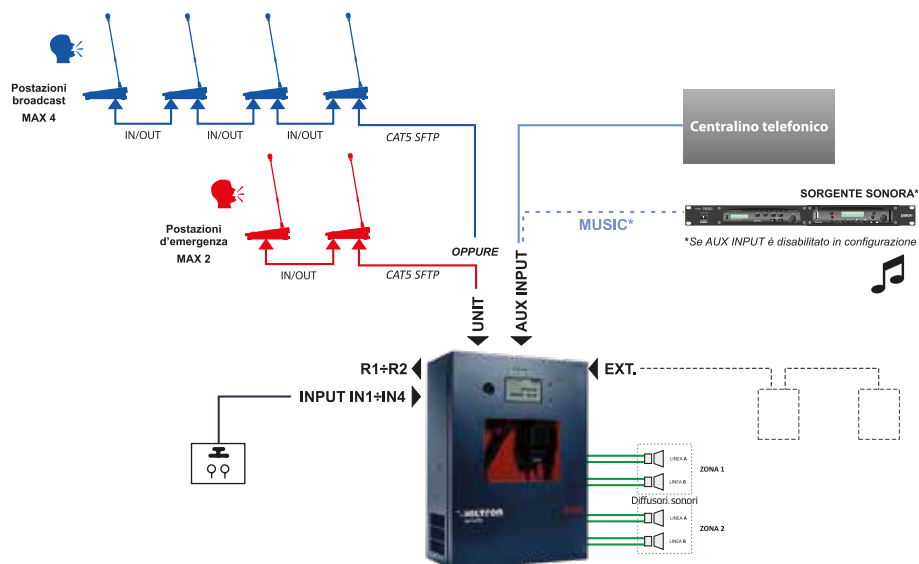 Postazioni
broadcast
MAX 4
IN/OUT
IN/OUT
IN/OUT
CAT5 SFTP
Centralino telefonico
SORGENTE SONORA*
MUSIC*
*Se AUX INPUT è disabilitato in configurazione
Postazioni
d'emergenza
MAX 2
IN/OUT
CAT5 SFTP
OPPURE
UNIT
AUX INPUT
R1÷R2
EXT.
INPUT IN1÷IN4
LINEA A
ZONA 1
LINEA B
Diffusori sonori
LINEA A
ZONA 2
LINEA B